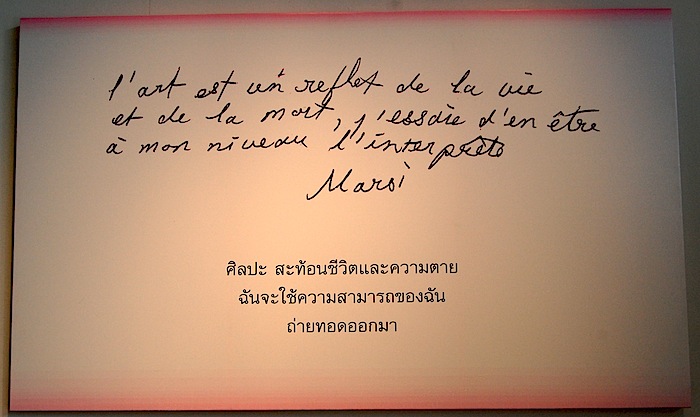 l'art est un reflet de la vie
et de la mort, j'essaie d'en être
à mon niveau l'interprète
Marsi
ศิลปะ สะท้อนชีวิตและความตาย
ฉันจะใช้ความสามารถของฉัน
ถ่ายทอดออกมา